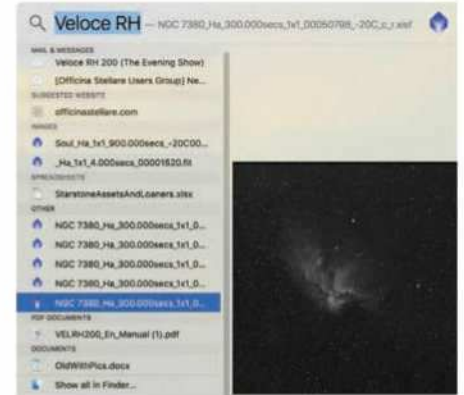 Veloce RH — NGC 7380_Ha_300.000secs_1x1_00050798_-20C_c_r.xisf
MAIL & MESSAGES
Veloce RH 200 (The Evening Show)
[Officina Stellare Users Group] Ne...
SUGGESTED WEBSITE
officinastellare.com
IMAGES
Soul_Ha_1x1_900.000secs_-20C00...
_Ha_1x1_4.000secs_00001620.fit
SPREADSHEETS
StarstoneAssetsAndLoaners.xlsx
OTHER
NGC 7380_Ha_300.000secs_1x1_0...
NGC 7380_Ha_300.000secs_1x1_0...
NGC 7380_Ha_300.000secs_1x1_0...
NGC 7380_Ha_300.000secs_1x1_0...
NGC 7380_Ha_300.000secs_1x1_0...
PDF DOCUMENTS
VELRH200_En_Manual (1).pdf
DOCUMENTS
OldWithPics.docx
Show all in Finder...